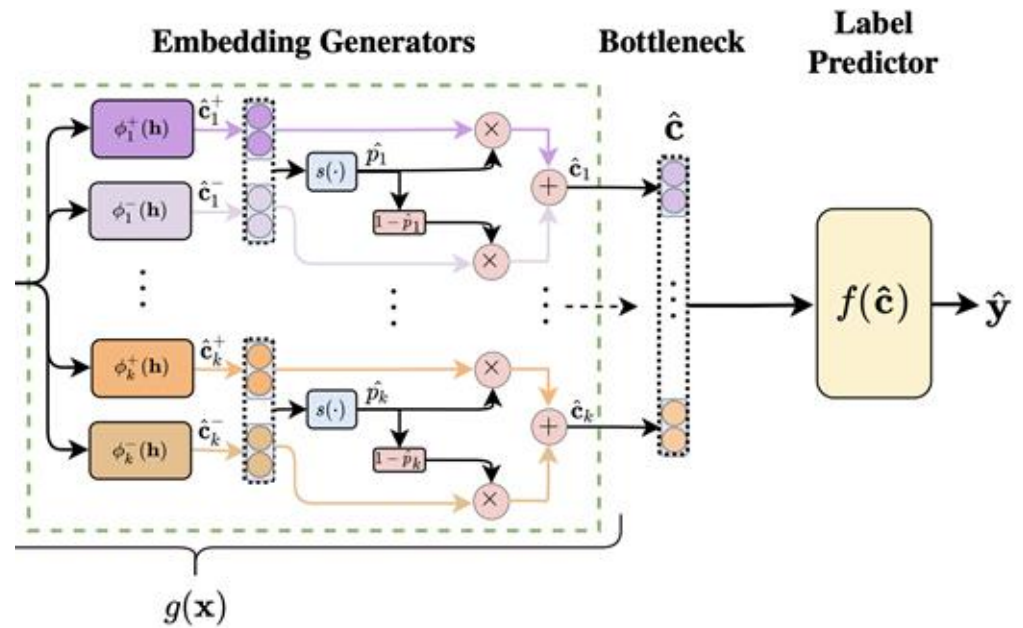 Embedding Generators
Bottleneck
Label
Predictor
ϕ₁⁺(𝐡)
ĉ₁⁺
s(·)
p̂₁
×
ĉ₁
ĉ
ϕ₁⁻(𝐡)
ĉ₁⁻
1 − p̂₁
+
×
⋮
⋮
⋮
⋮
f(ĉ)
ŷ
ϕₖ⁺(𝐡)
ĉₖ⁺
s(·)
p̂ₖ
×
ĉₖ
ϕₖ⁻(𝐡)
ĉₖ⁻
1 − p̂ₖ
+
×
g(𝐱)